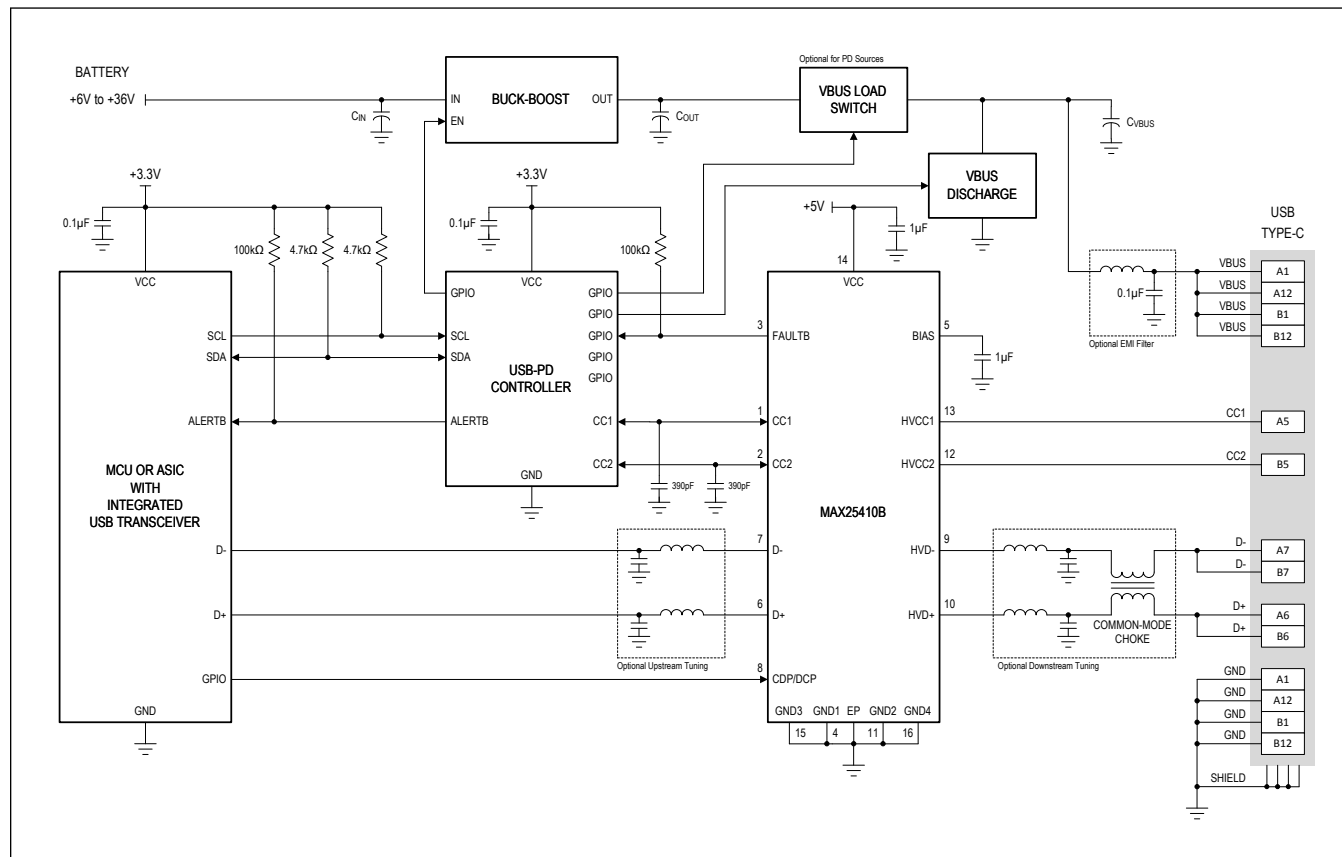 Optional for PD Sources
BATTERY
+6V to +36V
CIN
IN
BUCK-BOOST
OUT
EN
COUT
VBUS LOAD
SWITCH
CVBUS
VBUS
DISCHARGE
+3.3V
0.1µF
100kΩ
4.7kΩ
4.7kΩ
+3.3V
0.1µF
100kΩ
+5V
1µF
14
USB
TYPE-C
VCC
SCL
SDA
ALERTB
MCU OR ASIC
WITH
INTEGRATED
USB TRANSCEIVER
D-
D+
GPIO
GND
VCC
GPIO
GPIO
GPIO
SCL
GPIO
SDA
GPIO
USB-PD
CONTROLLER
GPIO
ALERTB
CC1
CC2
GND
390pF
390pF
Optional Upstream Tuning
VCC
3
FAULTB
BIAS
5
1µF
1
CC1
HVCC1
13
2
CC2
HVCC2
12
MAX25410B
7
D-
HVD-
9
6
D+
HVD+
10
8
CDP/DCP
GND3
GND1
EP
GND2
GND4
15
4
11
16
0.1µF
Optional EMI Filter
COMMON-MODE
CHOKE
Optional Downstream Tuning
VBUS
A1
VBUS
A12
VBUS
B1
VBUS
B12
CC1
A5
CC2
B5
D-
A7
D-
B7
D+
A6
D+
B6
GND
A1
GND
A12
GND
B1
GND
B12
SHIELD